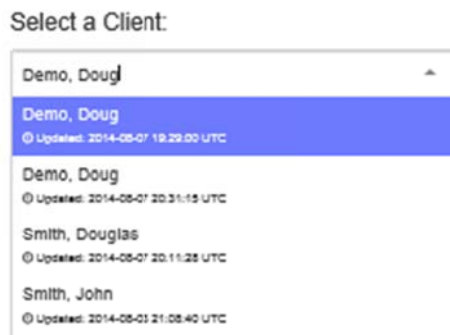 Select a Client:
Demo, Doug
Demo, Doug
Updated: 2014-08-07 19:29:00 UTC
Demo, Doug
Updated: 2014-08-07 20:31:15 UTC
Smith, Douglas
Updated: 2014-08-07 20:11:28 UTC
Smith, John
Updated: 2014-08-03 21:08:40 UTC